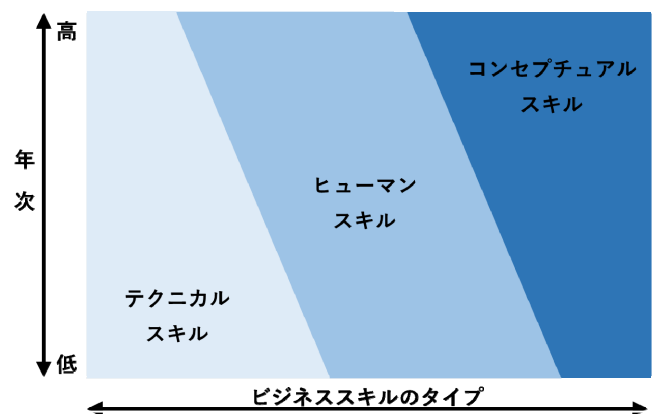 高
年
次
低
コンセプチュアル
スキル
ヒューマン
スキル
テクニカル
スキル
ビジネススキルのタイプ